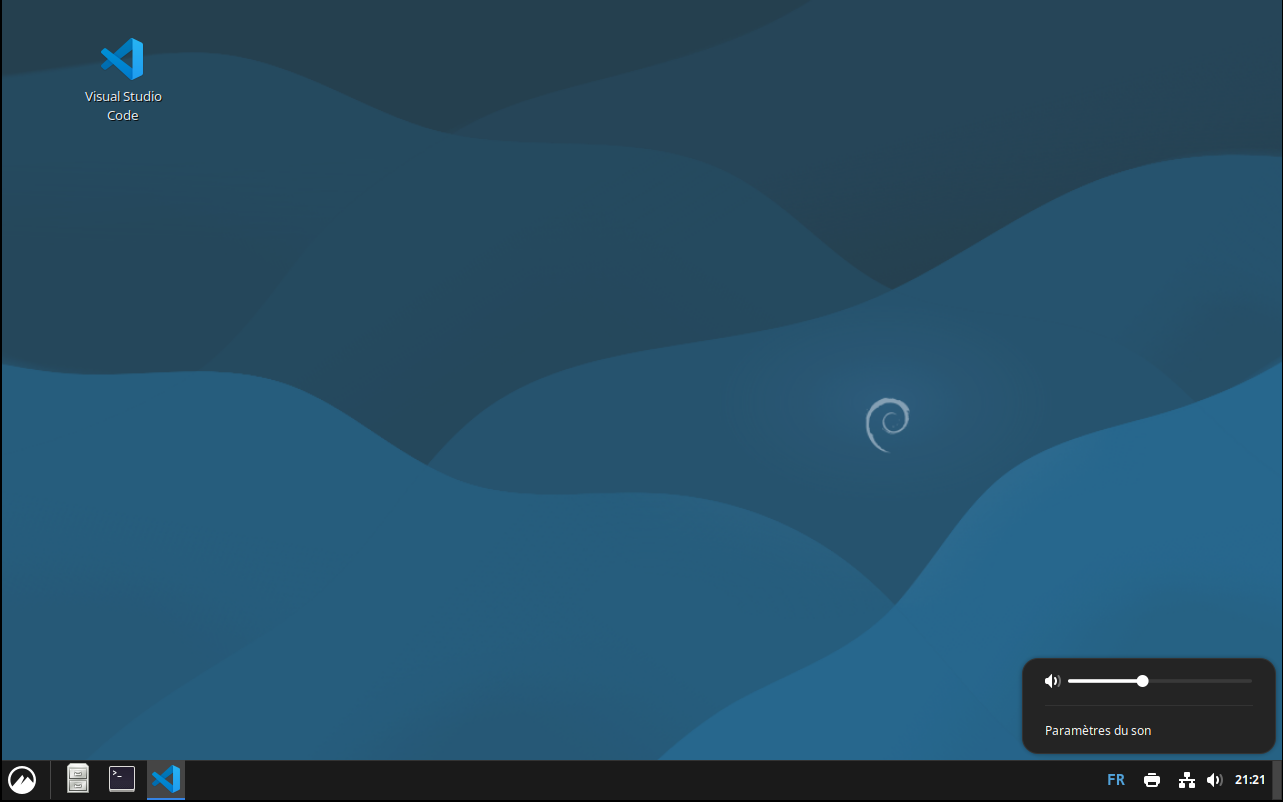 Visual Studio
Code
Paramètres du son
>_
FR
21:21